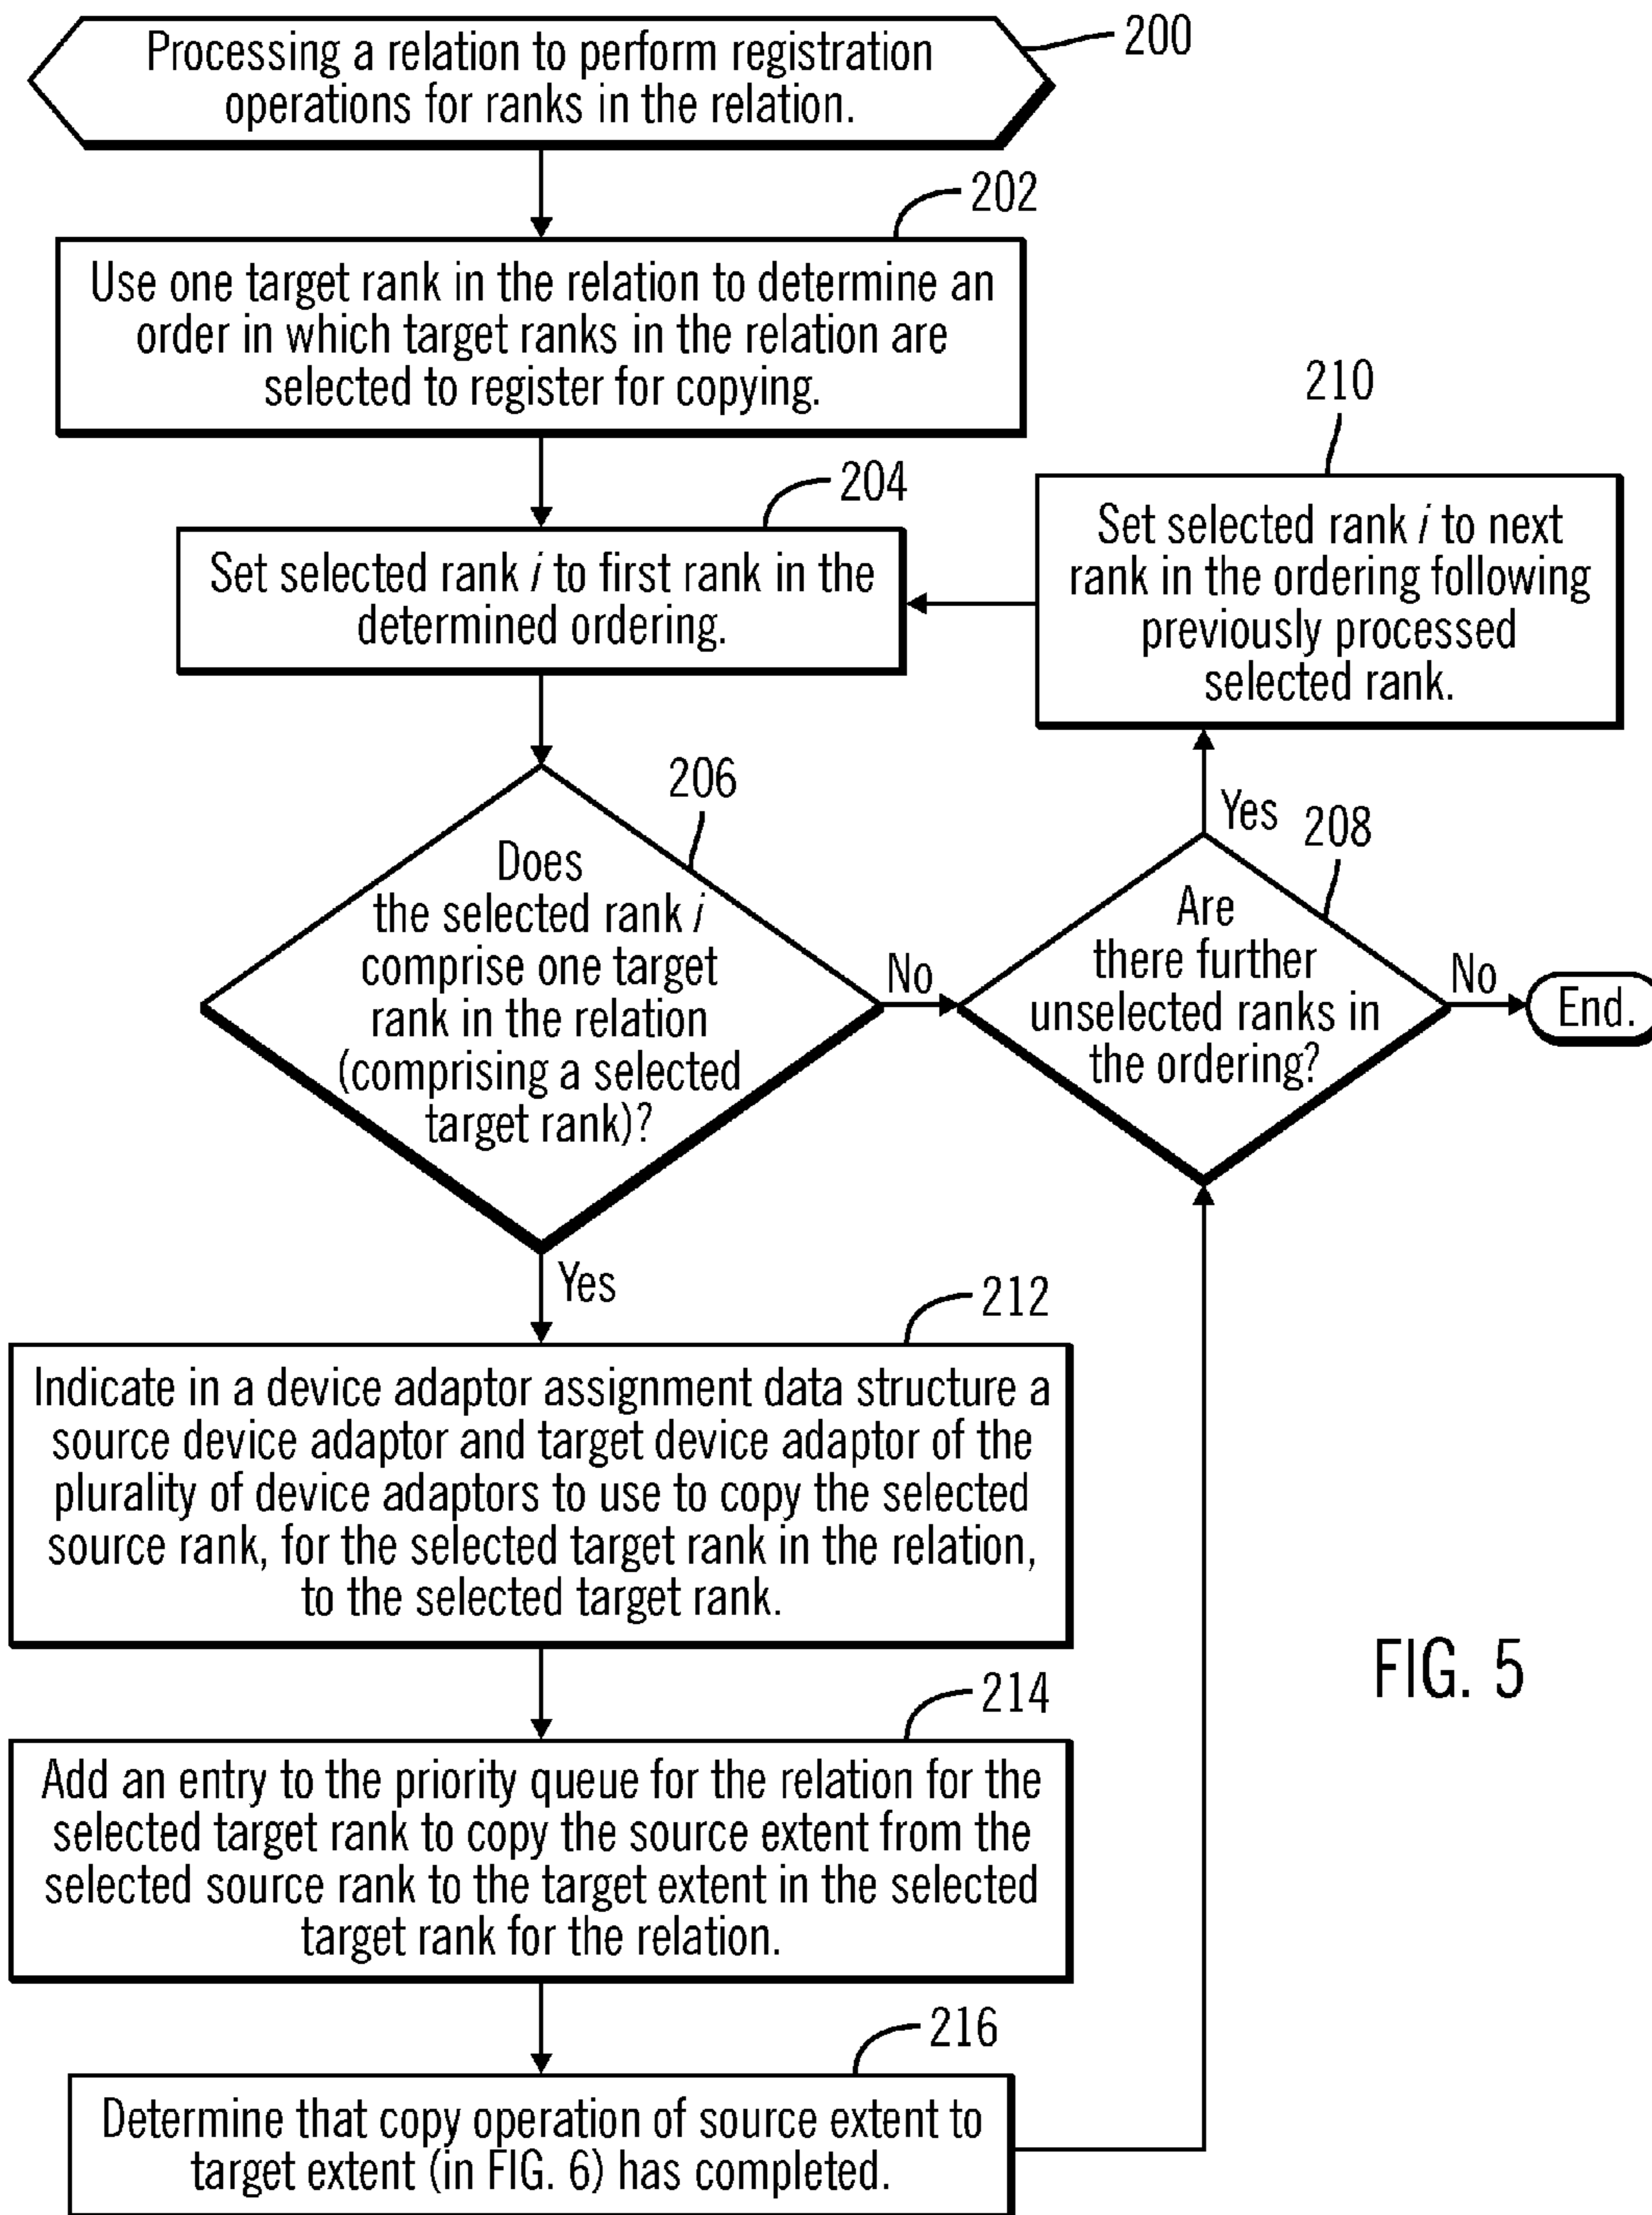 Processing a relation to perform registration
operations for ranks in the relation.
200
202
Use one target rank in the relation to determine an
order in which target ranks in the relation are
selected to register for copying.
204
Set selected rank i to first rank in the
determined ordering.
210
Set selected rank i to next
rank in the ordering following
previously processed
selected rank.
206
Does
the selected rank i
comprise one target
rank in the relation
(comprising a selected
target rank)?
No
Yes
208
Are
there further
unselected ranks in
the ordering?
No
End.
Yes
212
Indicate in a device adaptor assignment data structure a
source device adaptor and target device adaptor of the
plurality of device adaptors to use to copy the selected
source rank, for the selected target rank in the relation,
to the selected target rank.
214
Add an entry to the priority queue for the relation for the
selected target rank to copy the source extent from the
selected source rank to the target extent in the selected
target rank for the relation.
216
Determine that copy operation of source extent to
target extent (in FIG. 6) has completed.
FIG. 5